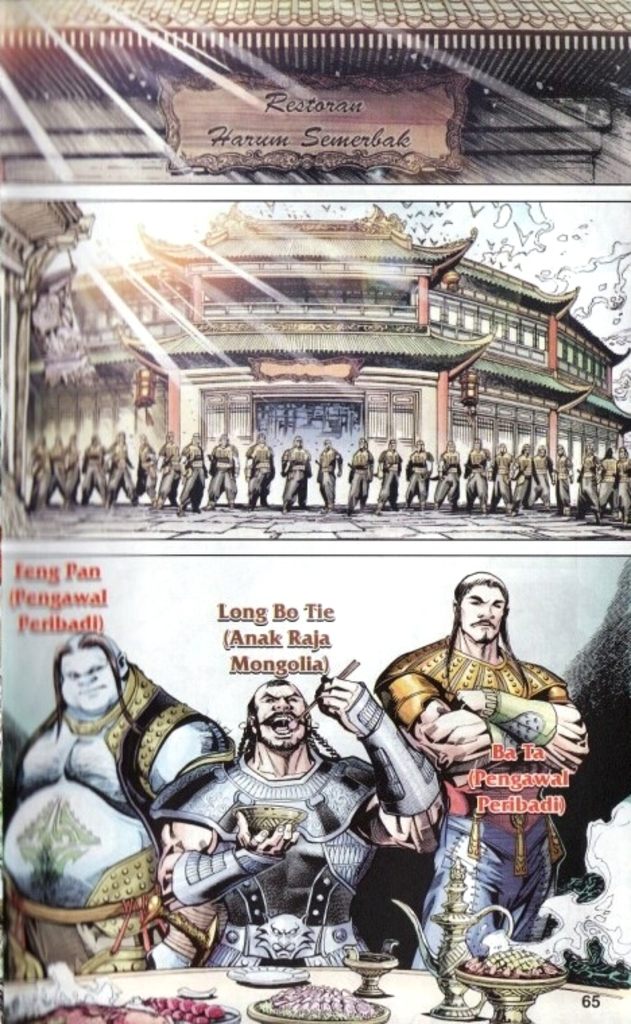 Restoran
Harum Semerbak
Feng Pan
(Pengawal
Peribadi)
Long Bo Tie
(Anak Raja
Mongolia)
Ba Ta
(Pengawal
Peribadi)
65